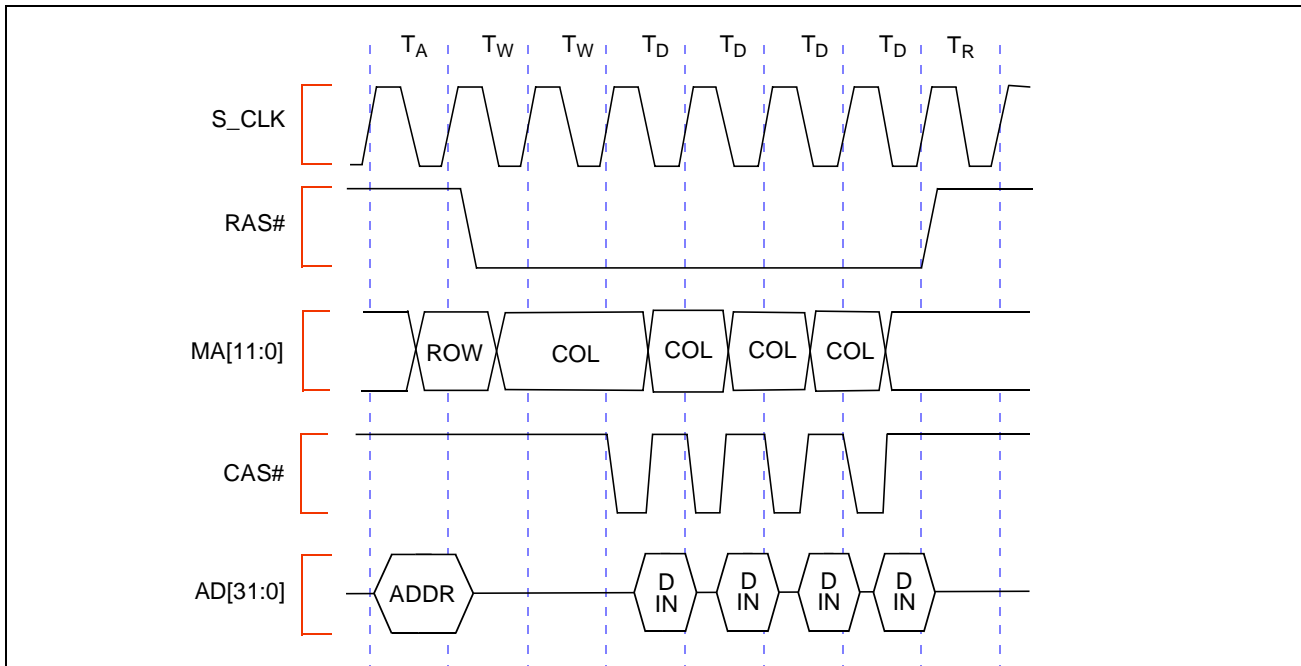 TA TW TW TD TD TD TD TR
S_CLK
RAS#
MA[11:0]
ROW COL COL COL COL
CAS#
AD[31:0]
ADDR D IN D IN D IN D IN